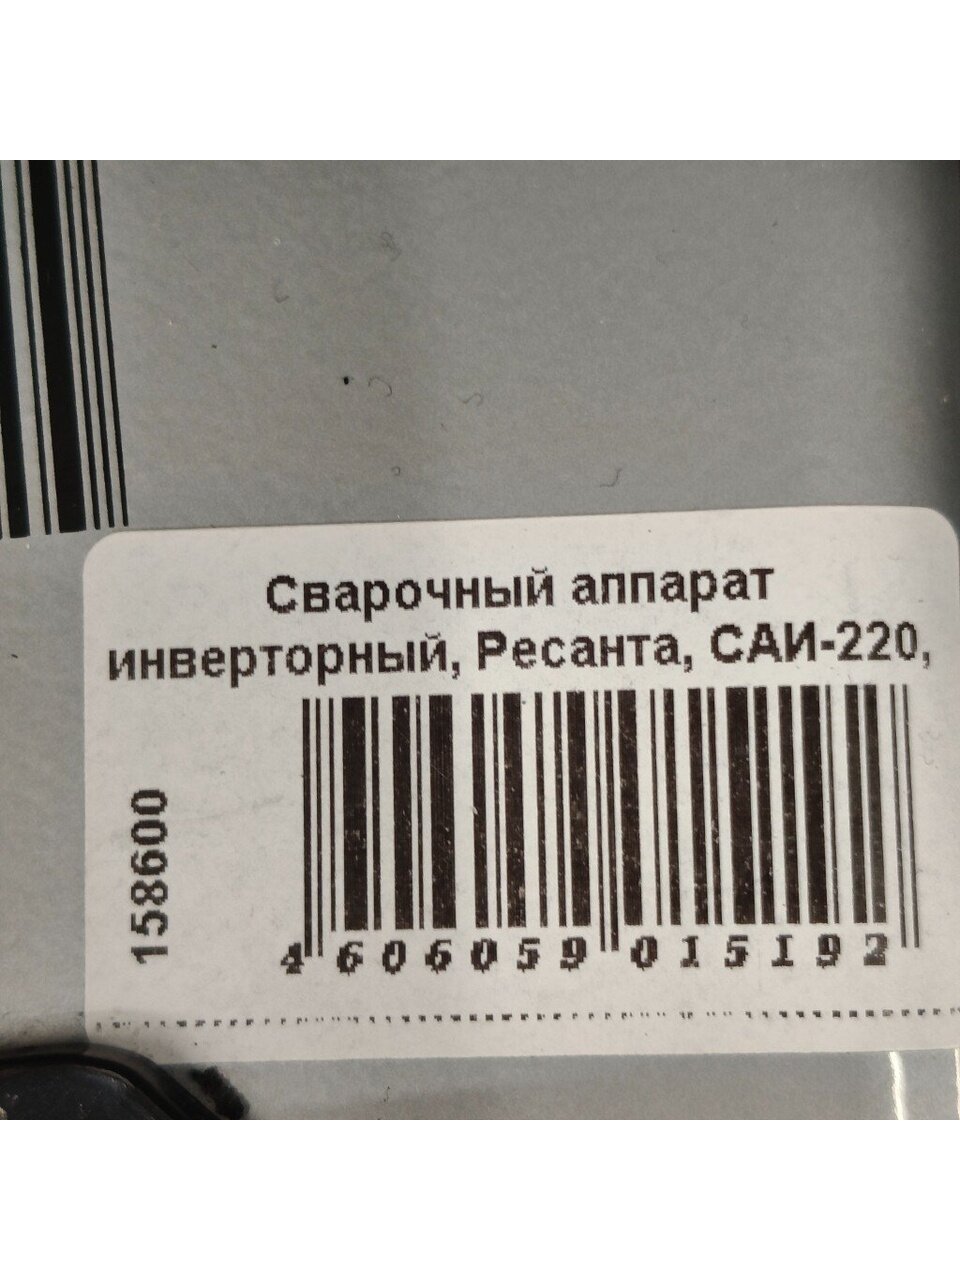 Сварочный аппарат
инверторный, Ресанта, САИ-220,
158600
4 606059 015192